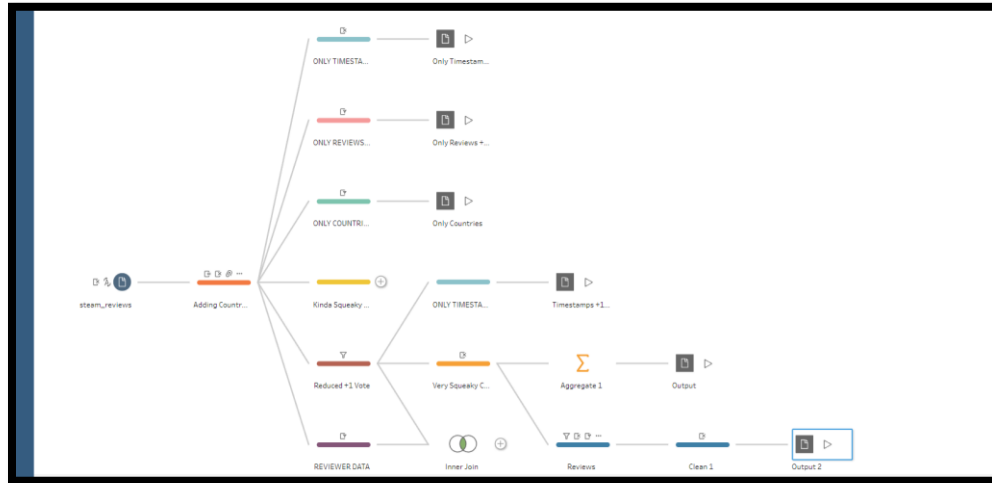 ONLY TIMESTA...
Only Timestam...
ONLY REVIEWS...
Only Reviews +...
ONLY COUNTRI...
Only Countries
steam_reviews
Adding Countr...
Kinda Squeaky ...
ONLY TIMESTA...
Timestamps +1...
Reduced +1 Vote
Very Squeaky C...
Aggregate 1
Output
REVIEWER DATA
Inner Join
Reviews
Clean 1
Output 2